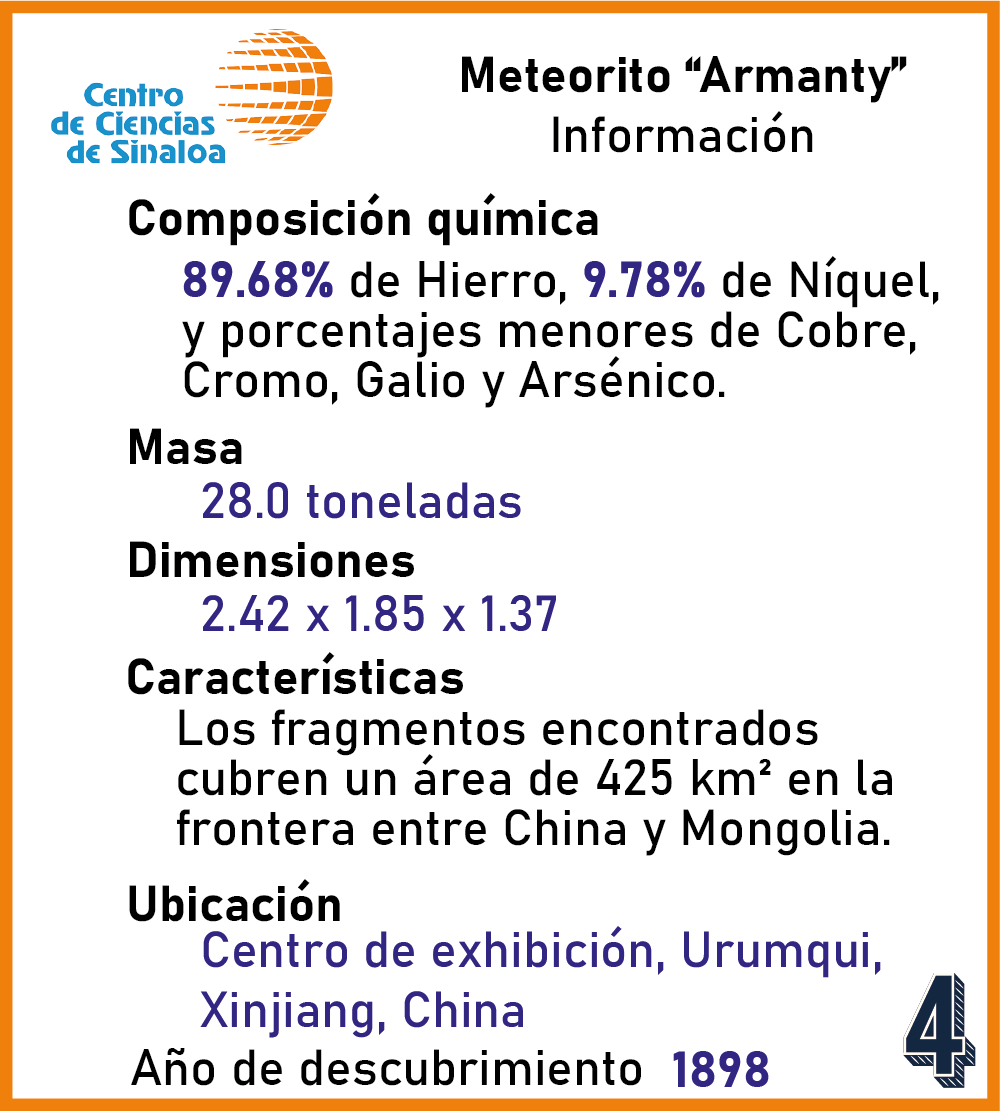 Centro
de Ciencias
de Sinaloa
Meteorito “Armanty”
Información
Composición química
89.68% de Hierro, 9.78% de Níquel,
y porcentajes menores de Cobre,
Cromo, Galio y Arsénico.
Masa
28.0 toneladas
Dimensiones
2.42 x 1.85 x 1.37
Características
Los fragmentos encontrados
cubren un área de 425 km² en la
frontera entre China y Mongolia.
Ubicación
Centro de exhibición, Urumqui,
Xinjiang, China
Año de descubrimiento 1898
4